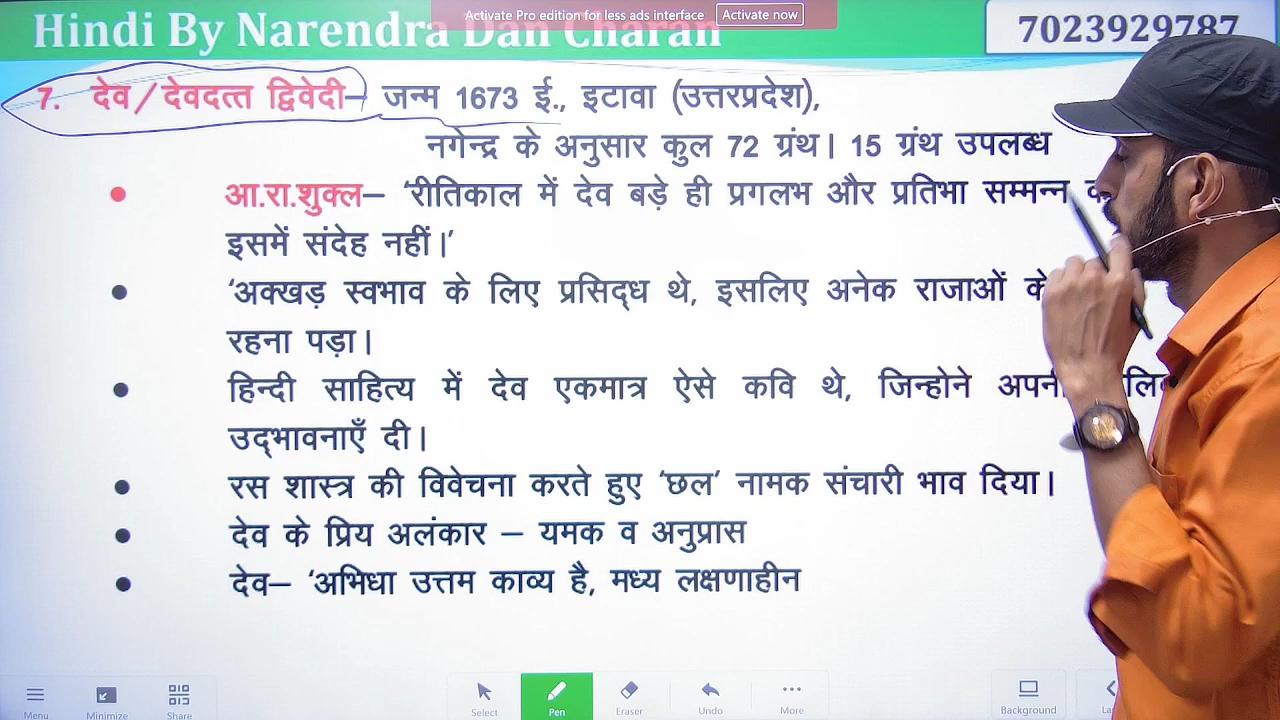 Activate Pro edition for less ads interface Activate now
Hindi By Narendra Dan Charan
7023929787
7. देव/देवदत्त द्विवेदी– जन्म 1673 ई., इटावा (उत्तरप्रदेश),
नगेन्द्र के अनुसार कुल 72 ग्रंथ। 15 ग्रंथ उपलब्ध
• आ.रा.शुक्ल– ‘रीतिकाल में देव बड़े ही प्रगलभ और प्रतिभा सम्मन्न
इसमें संदेह नहीं।’
• ‘अक्खड़ स्वभाव के लिए प्रसिद्ध थे, इसलिए अनेक राजाओं के
रहना पड़ा।
• हिन्दी साहित्य में देव एकमात्र ऐसे कवि थे, जिन्होने
उद्भावनाएँ दी।
• रस शास्त्र की विवेचना करते हुए ‘छल’ नामक संचारी भाव दिया।
• देव के प्रिय अलंकार – यमक व अनुप्रास
• देव– ‘अभिधा उत्तम काव्य है, मध्य लक्षणाहीन
Menu Minimize Share Select Pen Eraser Undo More Background